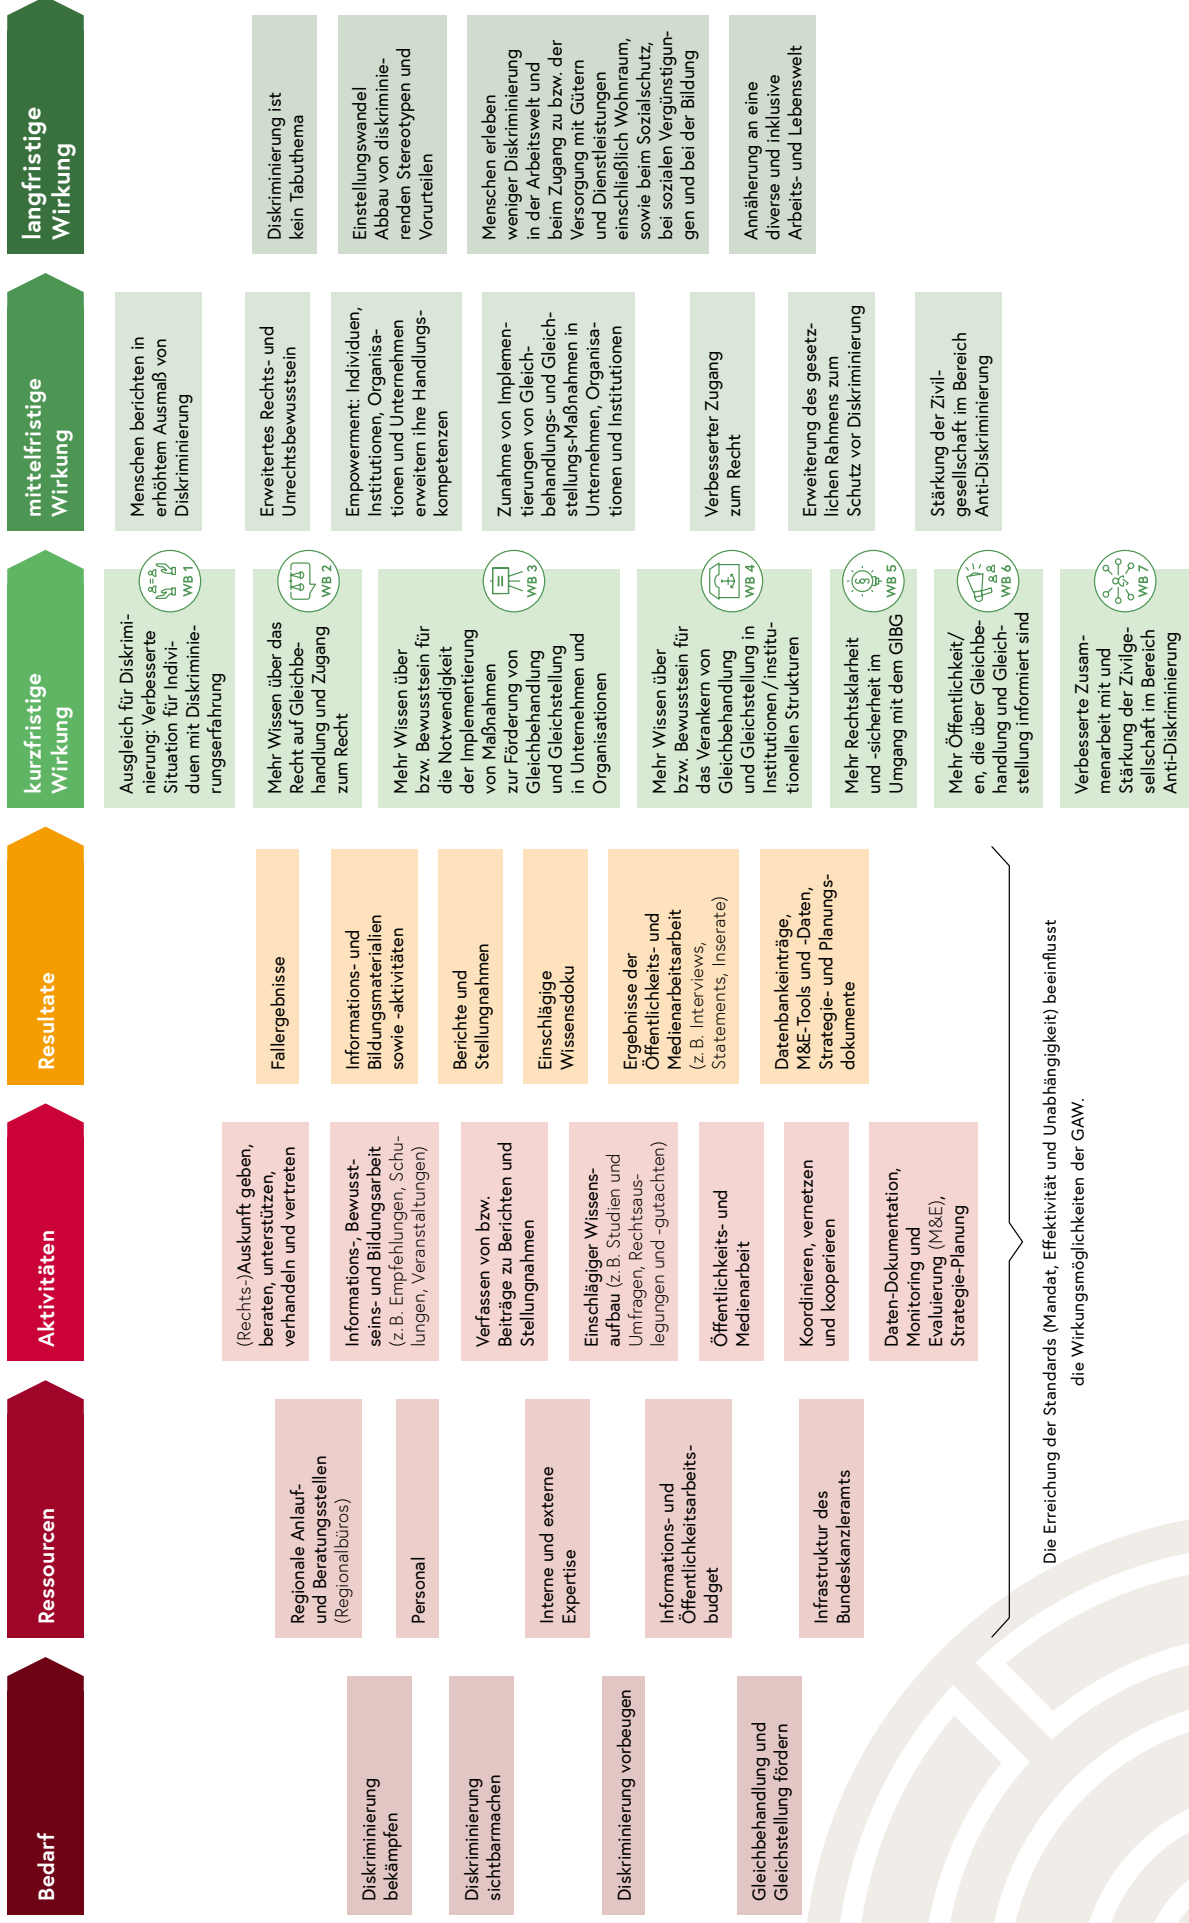 Bedarf
Diskriminierung
bekämpfen
Diskriminierung
sichtbarmachen
Diskriminierung vorbeugen
Gleichbehandlung und
Gleichstellung fördern
Ressourcen
Regionale Anlauf-
und Beratungsstellen
(Regionalbüros)
Personal
Interne und externe
Expertise
Informations- und
Öffentlichkeitsarbeits-
budget
Infrastruktur des
Bundeskanzleramts
Aktivitäten
(Rechts-)Auskunft geben,
beraten, unterstützen,
verhandeln und vertreten
Informations-, Bewusst-
seins- und Bildungsarbeit
(z. B. Empfehlungen, Schu-
lungen, Veranstaltungen)
Verfassen von bzw.
Beiträge zu Berichten und
Stellungnahmen
Einschlägiger Wissens-
aufbau (z. B. Studien und
Umfragen, Rechtsaus-
legungen und -gutachten)
Öffentlichkeits- und
Medienarbeit
Koordinieren, vernetzen
und kooperieren
Daten-Dokumentation,
Monitoring und
Evaluierung (M&E),
Strategie-Planung
Resultate
Fallergebnisse
Informations- und
Bildungsmaterialien
sowie -aktivitäten
Berichte und
Stellungnahmen
Einschlägige
Wissensdoku
Ergebnisse der
Öffentlichkeits- und
Medienarbeitsarbeit
(z. B. Interviews,
Statements, Inserate)
Datenbankeinträge,
M&E-Tools und -Daten,
Strategie- und Planungs-
dokumente
kurzfristige
Wirkung
Ausgleich für Diskrimi-
nierung: Verbesserte
Situation für Indivi-
duen mit Diskriminie-
rungserfahrung
WB 1
Mehr Wissen über das
Recht auf Gleichbe-
handlung und Zugang
zum Recht
WB 2
Mehr Wissen über
bzw. Bewusstsein für
die Notwendigkeit
der Implementierung
von Maßnahmen
zur Förderung von
Gleichbehandlung
und Gleichstellung
in Unternehmen und
Organisationen
WB 3
Mehr Wissen über
bzw. Bewusstsein für
das Verankern von
Gleichbehandlung
und Gleichstellung in
Institutionen / institu-
tionellen Strukturen
WB 4
Mehr Rechtsklarheit
und -sicherheit im
Umgang mit dem GlBG
WB 5
Mehr Öffentlichkeit/
en, die über Gleichbe-
handlung und Gleich-
stellung informiert sind
WB 6
Verbesserte Zusam-
menarbeit mit und
Stärkung der Zivilge-
sellschaft im Bereich
Anti-Diskriminierung
WB 7
mittelfristige
Wirkung
Menschen berichten in
erhöhtem Ausmaß von
Diskriminierung
Erweitertes Rechts- und
Unrechtsbewusstsein
Empowerment: Individuen,
Institutionen, Organisa-
tionen und Unternehmen
erweitern ihre Handlungs-
kompetenzen
Zunahme von Implemen-
tierungen von Gleich-
behandlungs- und Gleich-
stellungs-Maßnahmen in
Unternehmen, Organisa-
tionen und Institutionen
Verbesserter Zugang
zum Recht
Erweiterung des gesetz-
lichen Rahmens zum
Schutz vor Diskriminierung
Stärkung der Zivil-
gesellschaft im Bereich
Anti-Diskriminierung
langfristige
Wirkung
Diskriminierung ist
kein Tabuthema
Einstellungswandel
Abbau von diskriminie-
renden Stereotypen und
Vorurteilen
Menschen erleben
weniger Diskriminierung
in der Arbeitswelt und
beim Zugang zu bzw. der
Versorgung mit Gütern
und Dienstleistungen
einschließlich Wohnraum,
sowie beim Sozialschutz,
bei sozialen Vergünstigun-
gen und bei der Bildung
Annäherung an eine
diverse und inklusive
Arbeits- und Lebenswelt
Die Erreichung der Standards (Mandat, Effektivität und Unabhängigkeit) beeinflusst
die Wirkungsmöglichkeiten der GAW.